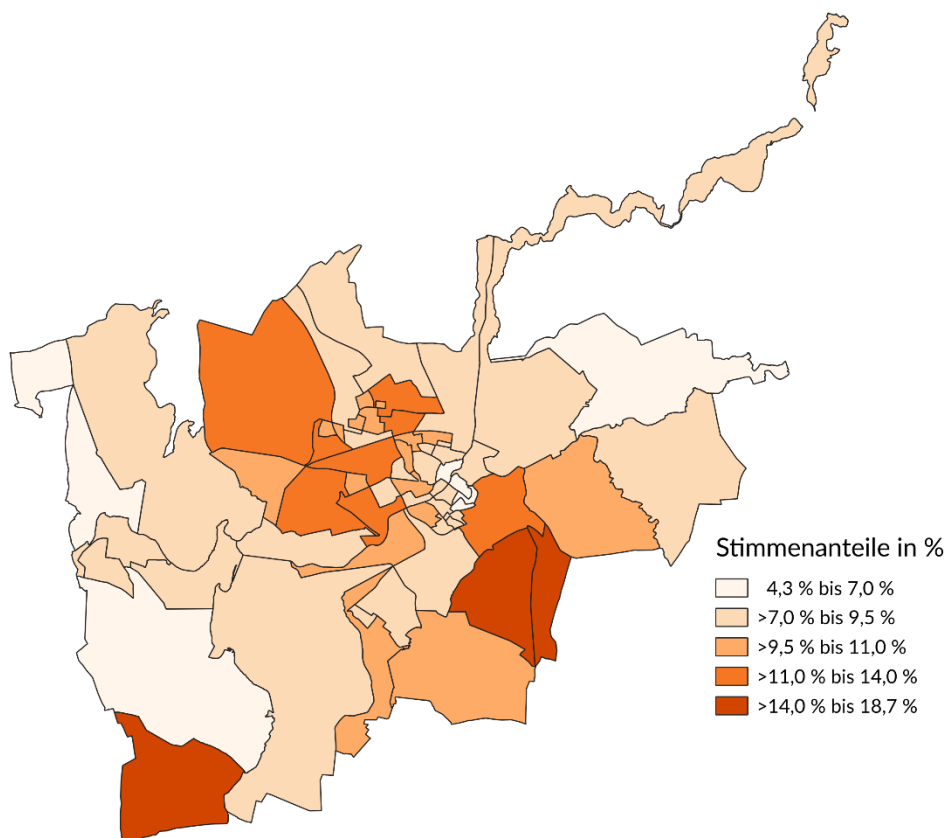 Stimmenanteile in %
4,3 % bis 7,0 %
>7,0 % bis 9,5 %
>9,5 % bis 11,0 %
>11,0 % bis 14,0 %
>14,0 % bis 18,7 %